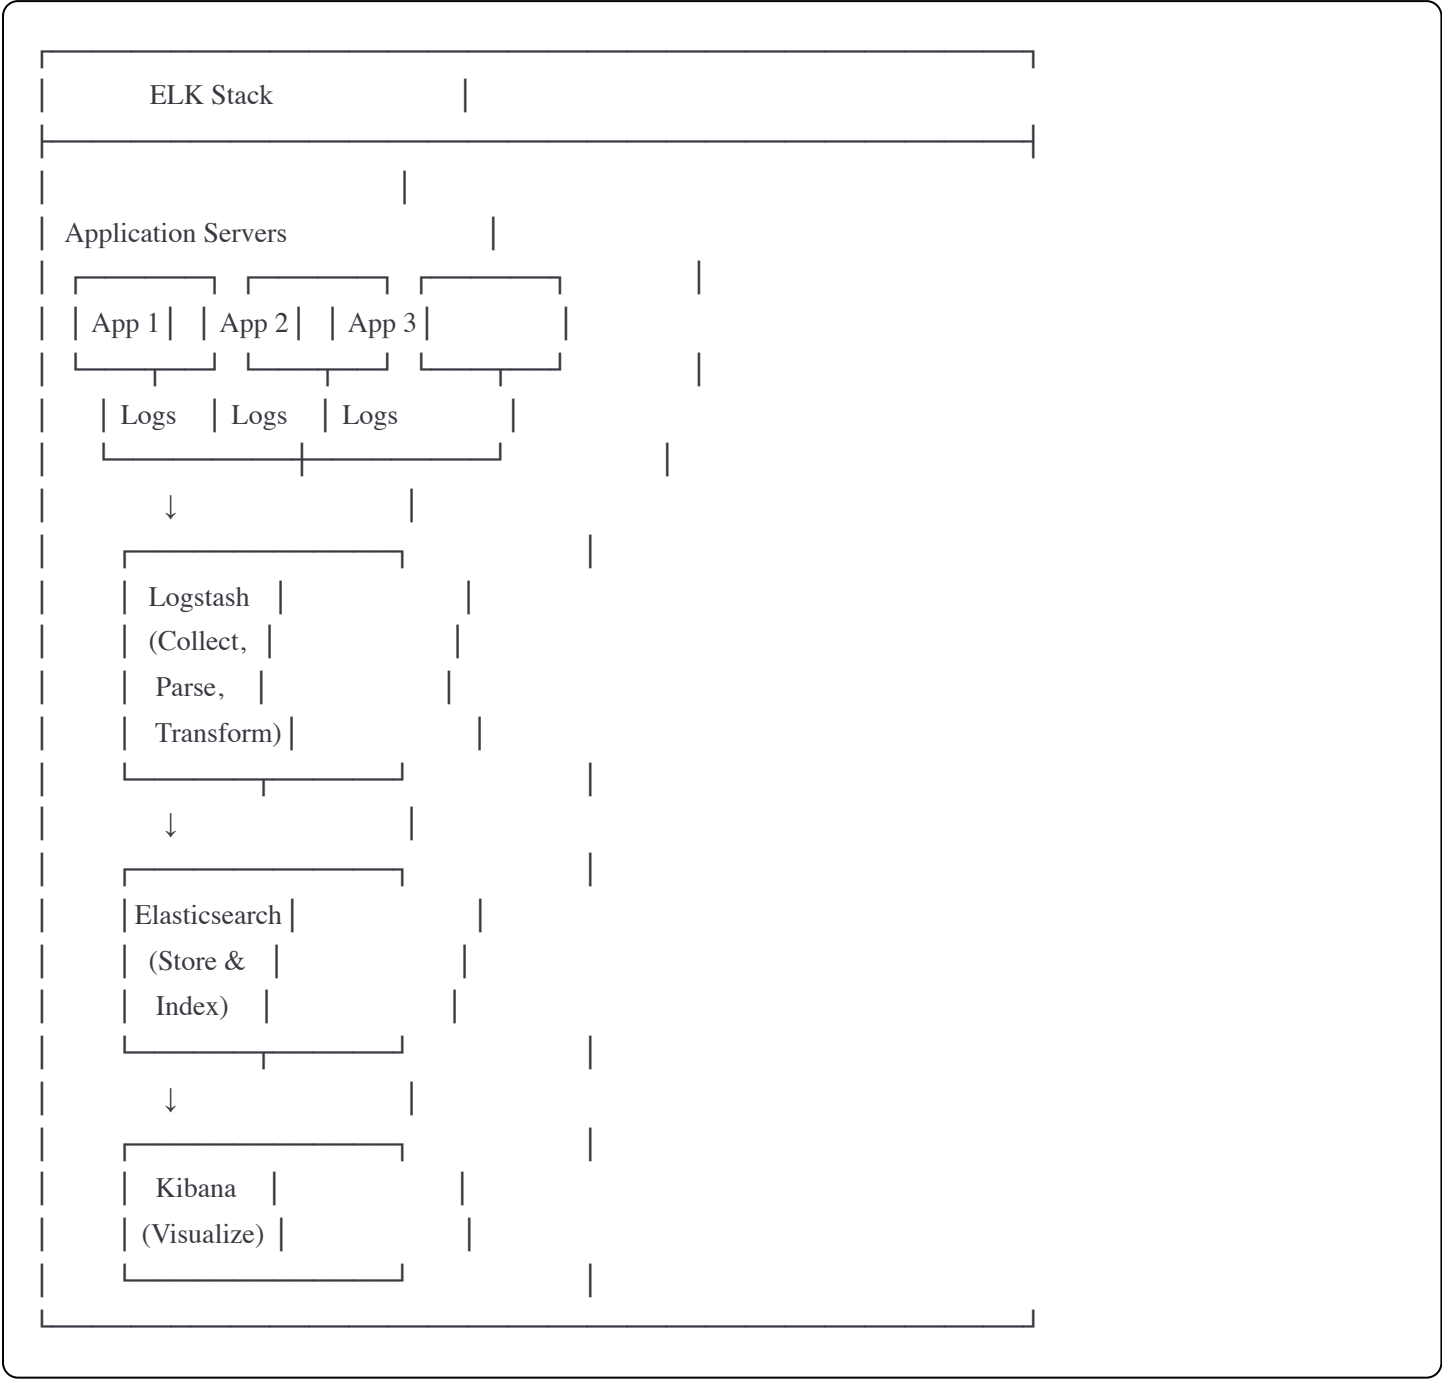 ELK Stack
Application Servers
App 1 App 2 App 3
Logs Logs Logs
↓
Logstash
(Collect,
Parse,
Transform)
↓
Elasticsearch
(Store &
Index)
↓
Kibana
(Visualize)